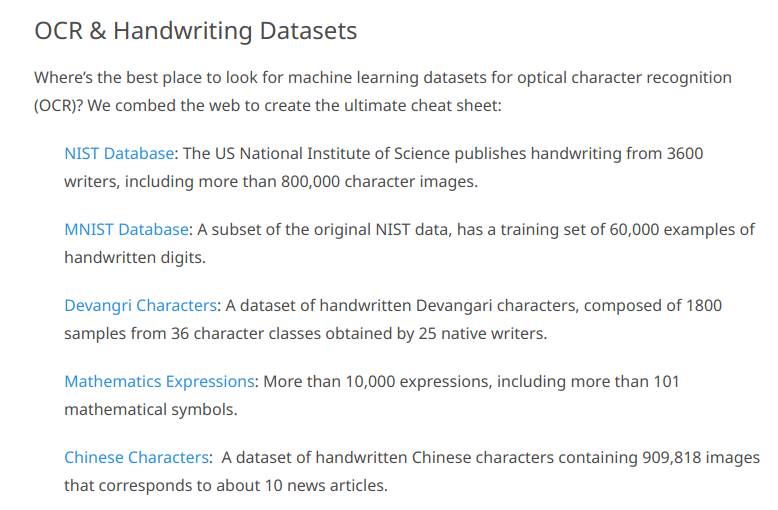 OCR & Handwriting Datasets
Where's the best place to look for machine learning datasets for optical character recognition
(OCR)? We combed the web to create the ultimate cheat sheet:
NIST Database: The US National Institute of Science publishes handwriting from 3600
writers, including more than 800,000 character images.
MNIST Database: A subset of the original NIST data, has a training set of 60,000 examples of
handwritten digits.
Devangri Characters: A dataset of handwritten Devangari characters, composed of 1800
samples from 36 character classes obtained by 25 native writers.
Mathematics Expressions: More than 10,000 expressions, including more than 101
mathematical symbols.
Chinese Characters:  A dataset of handwritten Chinese characters containing 909,818 images
that corresponds to about 10 news articles.